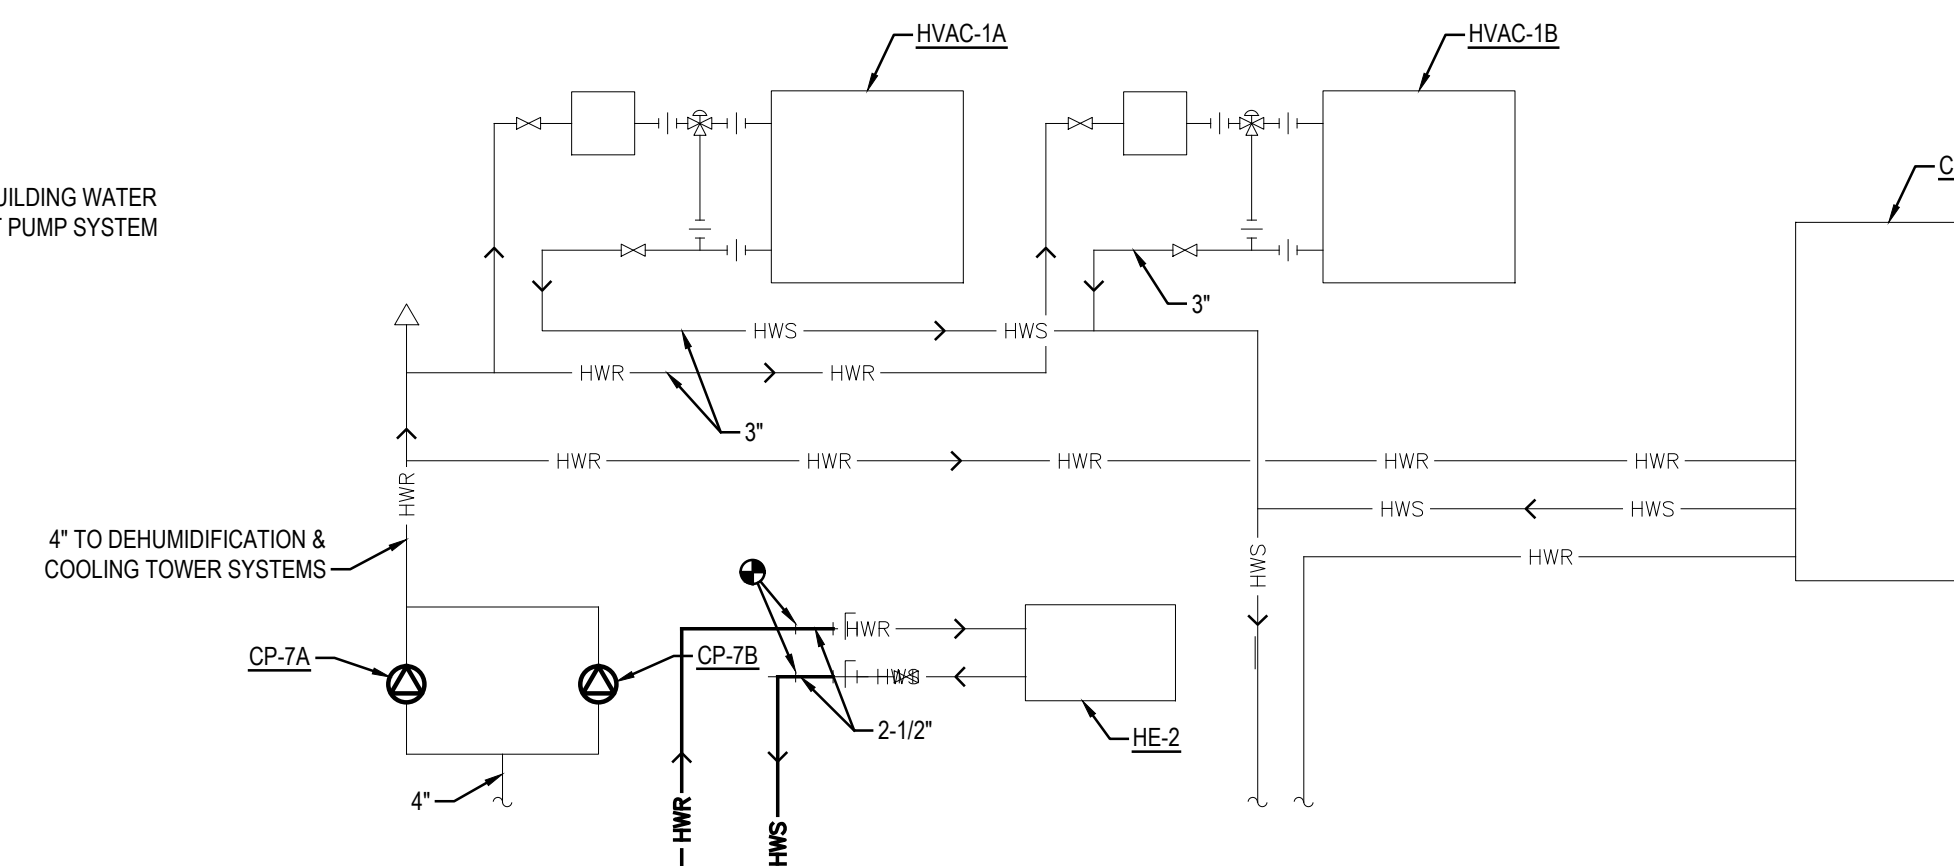 HVAC-1A
HVAC-1B
UILDING WATER
PUMP SYSTEM
3"
HWS
HWS
HWR
HWR
3"
HWR
HWR
HWR
HWR
HWR
HWR
HWS
HWS
4" TO DEHUMIDIFICATION &
COOLING TOWER SYSTEMS
HWS
HWR
HWR
CP-7A
CP-7B
HWS
2-1/2"
HE-2
4"
HWR
HWS